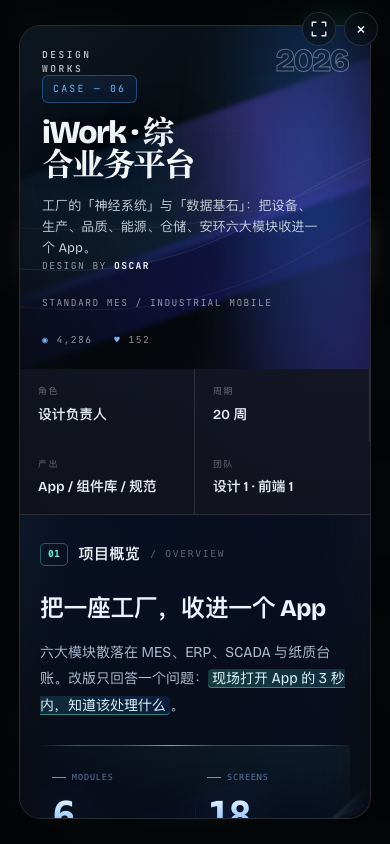 DESIGN
WORKS
2026
CASE — 06
iWork · 综
合业务平台
工厂的「神经系统」与「数据基石」：把设备、
生产、品质、能源、仓储、安环六大模块收进一
个 App。
DESIGN BY OSCAR
STANDARD MES / INDUSTRIAL MOBILE
◉ 4,286 ♥ 152
角色
设计负责人
周期
20 周
产出
App / 组件库 / 规范
团队
设计 1 · 前端 1
01 项目概览 / OVERVIEW
把一座工厂，收进一个 App
六大模块散落在 MES、ERP、SCADA 与纸质台
账。改版只回答一个问题：现场打开 App 的 3 秒
内，知道该处理什么。
MODULES
6
SCREENS
18